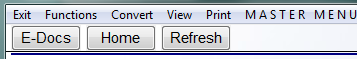 Exit Functions Convert View Print M A S T E R M E N U
E-Docs Home Refresh